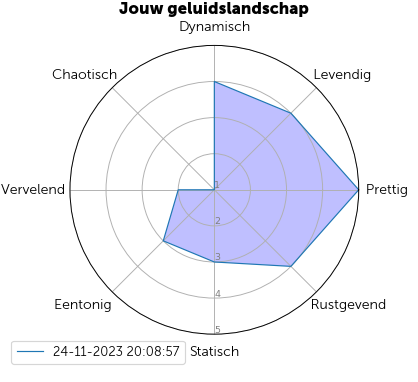 Jouw geluidslandschap
Dynamisch
Chaotisch
Levendig
Vervelend
Prettig
1
2
3
4
5
Eentonig
Rustgevend
24-11-2023 20:08:57
Statisch